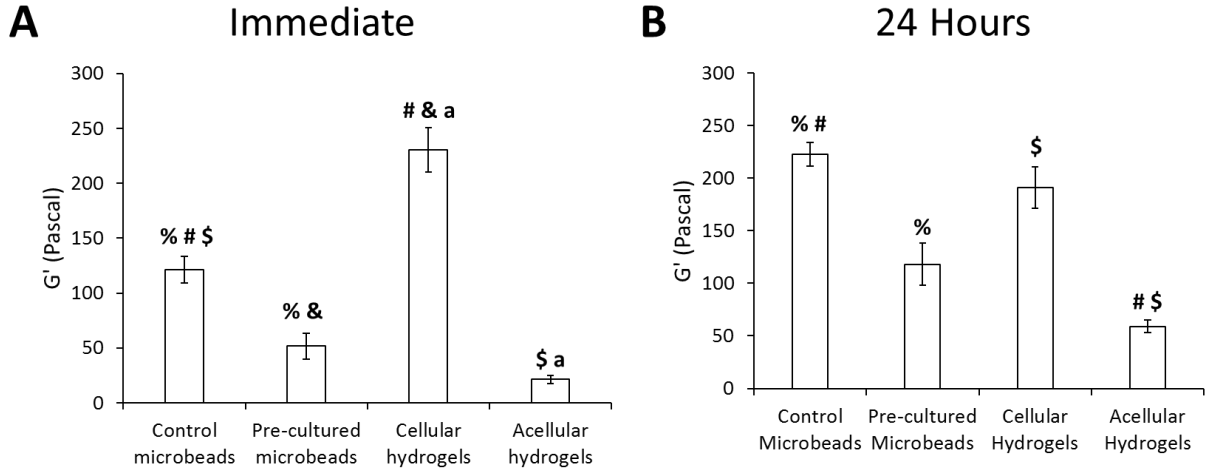 A
Immediate
300
250
200
150
100
50
0
G' (Pascal)
% # $
% &
# & a
$ a
Control
microbeads
Pre-cultured
microbeads
Cellular
hydrogels
Acellular
hydrogels
B
24 Hours
300
250
200
150
100
50
0
G' (Pascal)
% #
%
$
# $
Control
Microbeads
Pre-cultured
Microbeads
Cellular
Hydrogels
Acellular
Hydrogels